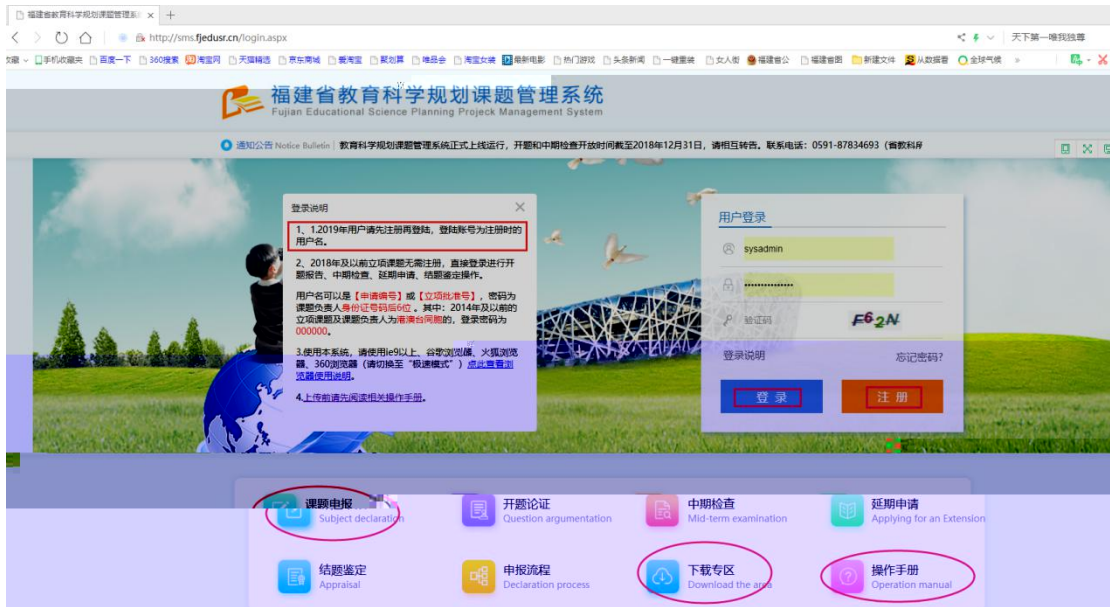 福建省教育科学规划课题管理系
http://sms.fjedusr.cn/login.aspx
天下第一唯我独尊
收藏 手机收藏夹 百度一下 360搜索 淘宝网 天猫精选 京东商城 爱淘宝 聚划算 唯品会 淘宝女装 最新电影 热门游戏 头条新闻 一键重装 女人街 福建省公 福建省图 新建文件 从数据看 全球气候 »
福建省教育科学规划课题管理系统
Fujian Educational Science Planning Projeck Management System
通知公告 Notice Bulletin | 教育科学规划课题管理系统正式上线运行，开题和中期检查开放时间截至2018年12月31日，请相互转告。联系电话：0591-87834693（省教科
登录说明
1、1.2019年用户请先注册再登陆，登陆账号为注册时的
用户名。
2、2018年及以前立项课题无需注册，直接登录进行开
题报告、中期检查、延期申请、结题鉴定操作。
用户名可以是【申请编号】或【立项批准号】，密码为
课题负责人身份证号码后6位 。其中：2014年及以前的
立项课题及课题负责人为港澳台同胞的，登录密码为
000000。
3.使用本系统，请使用ie9以上、谷歌浏览器、火狐浏览
器、360浏览器（请切换至“极速模式”）点此查看浏
览器使用说明。
4.上传前请先阅读相关操作手册。
用户登录
sysadmin
验证码
F62N
登录说明 忘记密码?
登 录 注 册
课题申报 开题论证 中期检查 延期申请
Subject declaration Question argumentation Mid-term examination Applying for an Extension
结题鉴定 申报流程 下载专区 操作手册
Appraisal Declaration process Download the area Operation manual